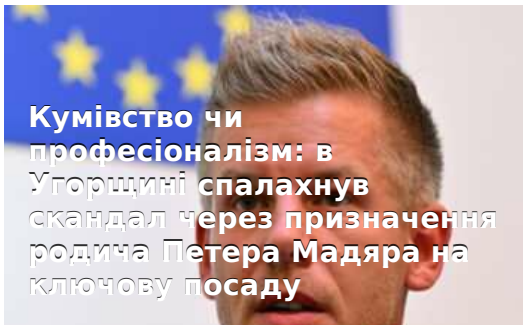 Кумівство чи
професіоналізм: в
Угорщині спалахнув
скандал через призначення
родича Петера Мадяра на
ключову посаду